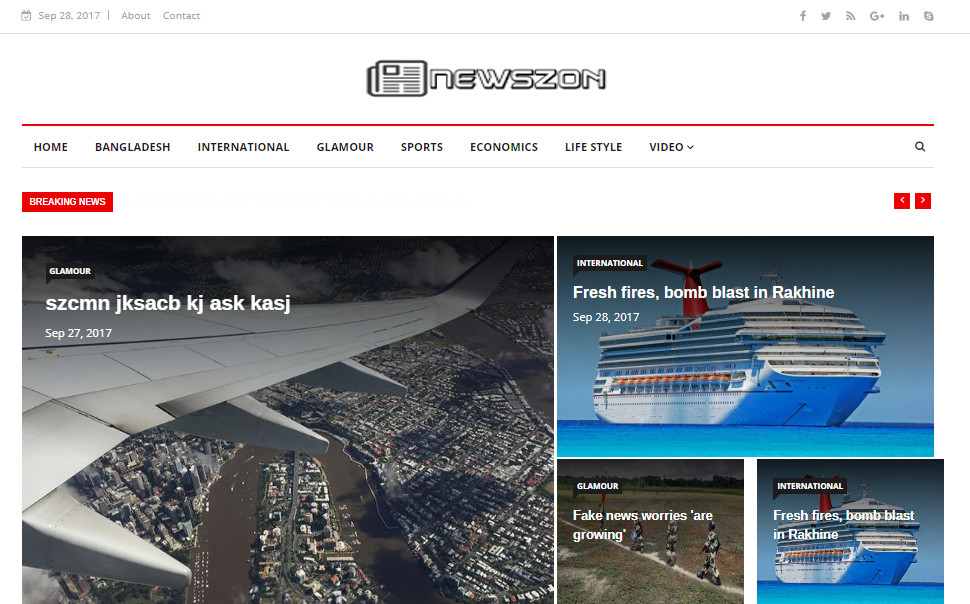 Sep 28, 2017 | About Contact
NEWSZON
HOME BANGLADESH INTERNATIONAL GLAMOUR SPORTS ECONOMICS LIFE STYLE VIDEO
BREAKING NEWS
GLAMOUR
szcmn jksacb kj ask kasj
Sep 27, 2017
INTERNATIONAL
Fresh fires, bomb blast in Rakhine
Sep 28, 2017
GLAMOUR
Fake news worries 'are
growing'
INTERNATIONAL
Fresh fires, bomb blast
in Rakhine